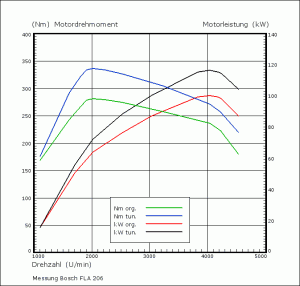 (Nm) Motordrehmoment Motorleistung (kW)
400 140
350 120
300
250 100
200 80
150 60
100 40
50 20
0
1000 2000 3000 4000 5000
Nm org.
Nm tun.
kW org.
kW tun.
Drehzahl (U/min)
Messung Bosch FLA 206